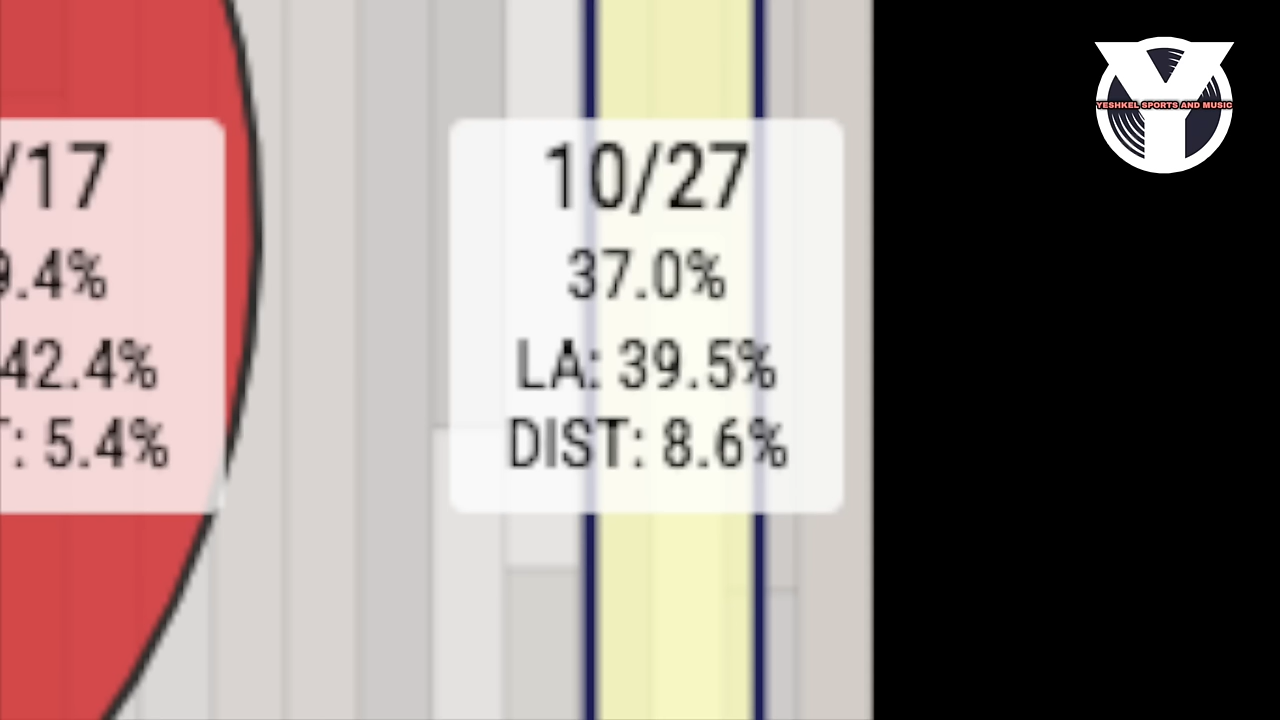 /17
9.4%
42.4%
: 5.4%
10/27
37.0%
LA: 39.5%
DIST: 8.6%
YESHKEL SPORTS AND MUSIC